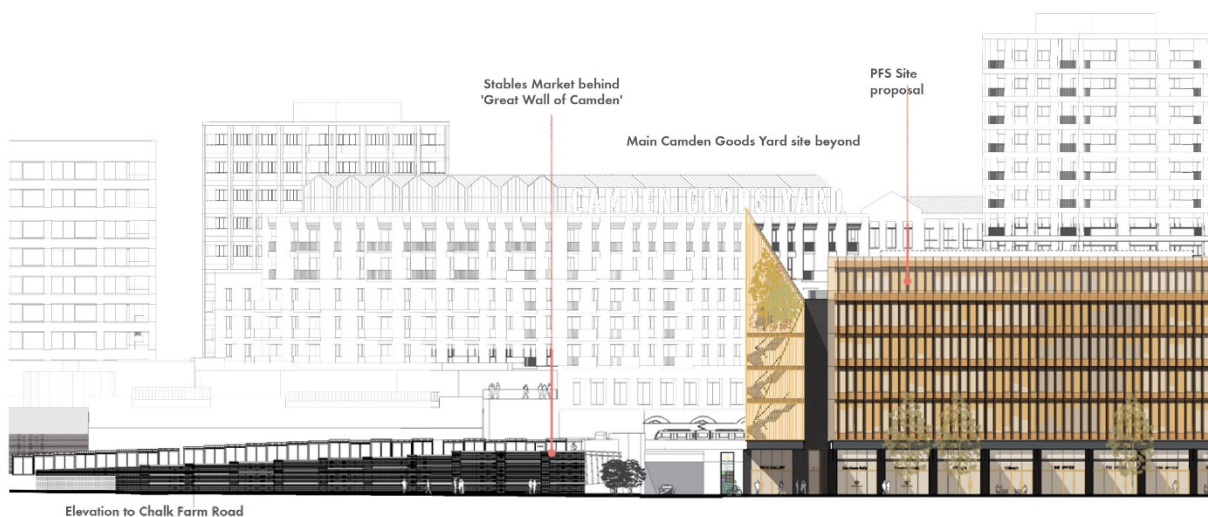 Stables Market behind
'Great Wall of Camden'
PFS Site
proposal
Main Camden Goods Yard site beyond
CAMDEN GOODS YARD
Elevation to Chalk Farm Road